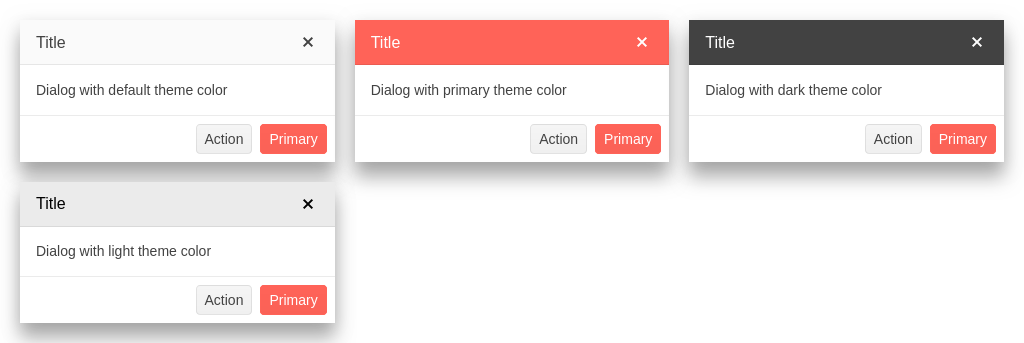 Title
Dialog with default theme color
Action Primary
Title
Dialog with primary theme color
Action Primary
Title
Dialog with dark theme color
Action Primary
Title
Dialog with light theme color
Action Primary